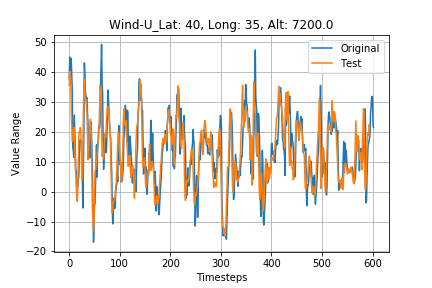 Wind-U_Lat: 40, Long: 35, Alt: 7200.0
Original
Test
50
40
30
20
10
0
−10
−20
Value Range
0 100 200 300 400 500 600
Timesteps